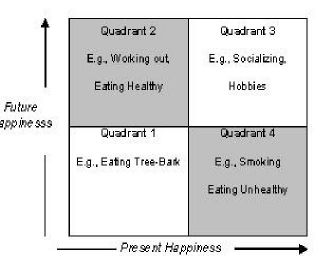 Quadrant 2
E.g., Working out,
Eating Healthy
Quadrant 3
E.g., Socializing,
Hobbies
Future
appinesss
Quadrant 1
E.g., Eating Tree-Bark
Quadrant 4
E.g., Smoking
Eating Unhealthy
Present Happiness